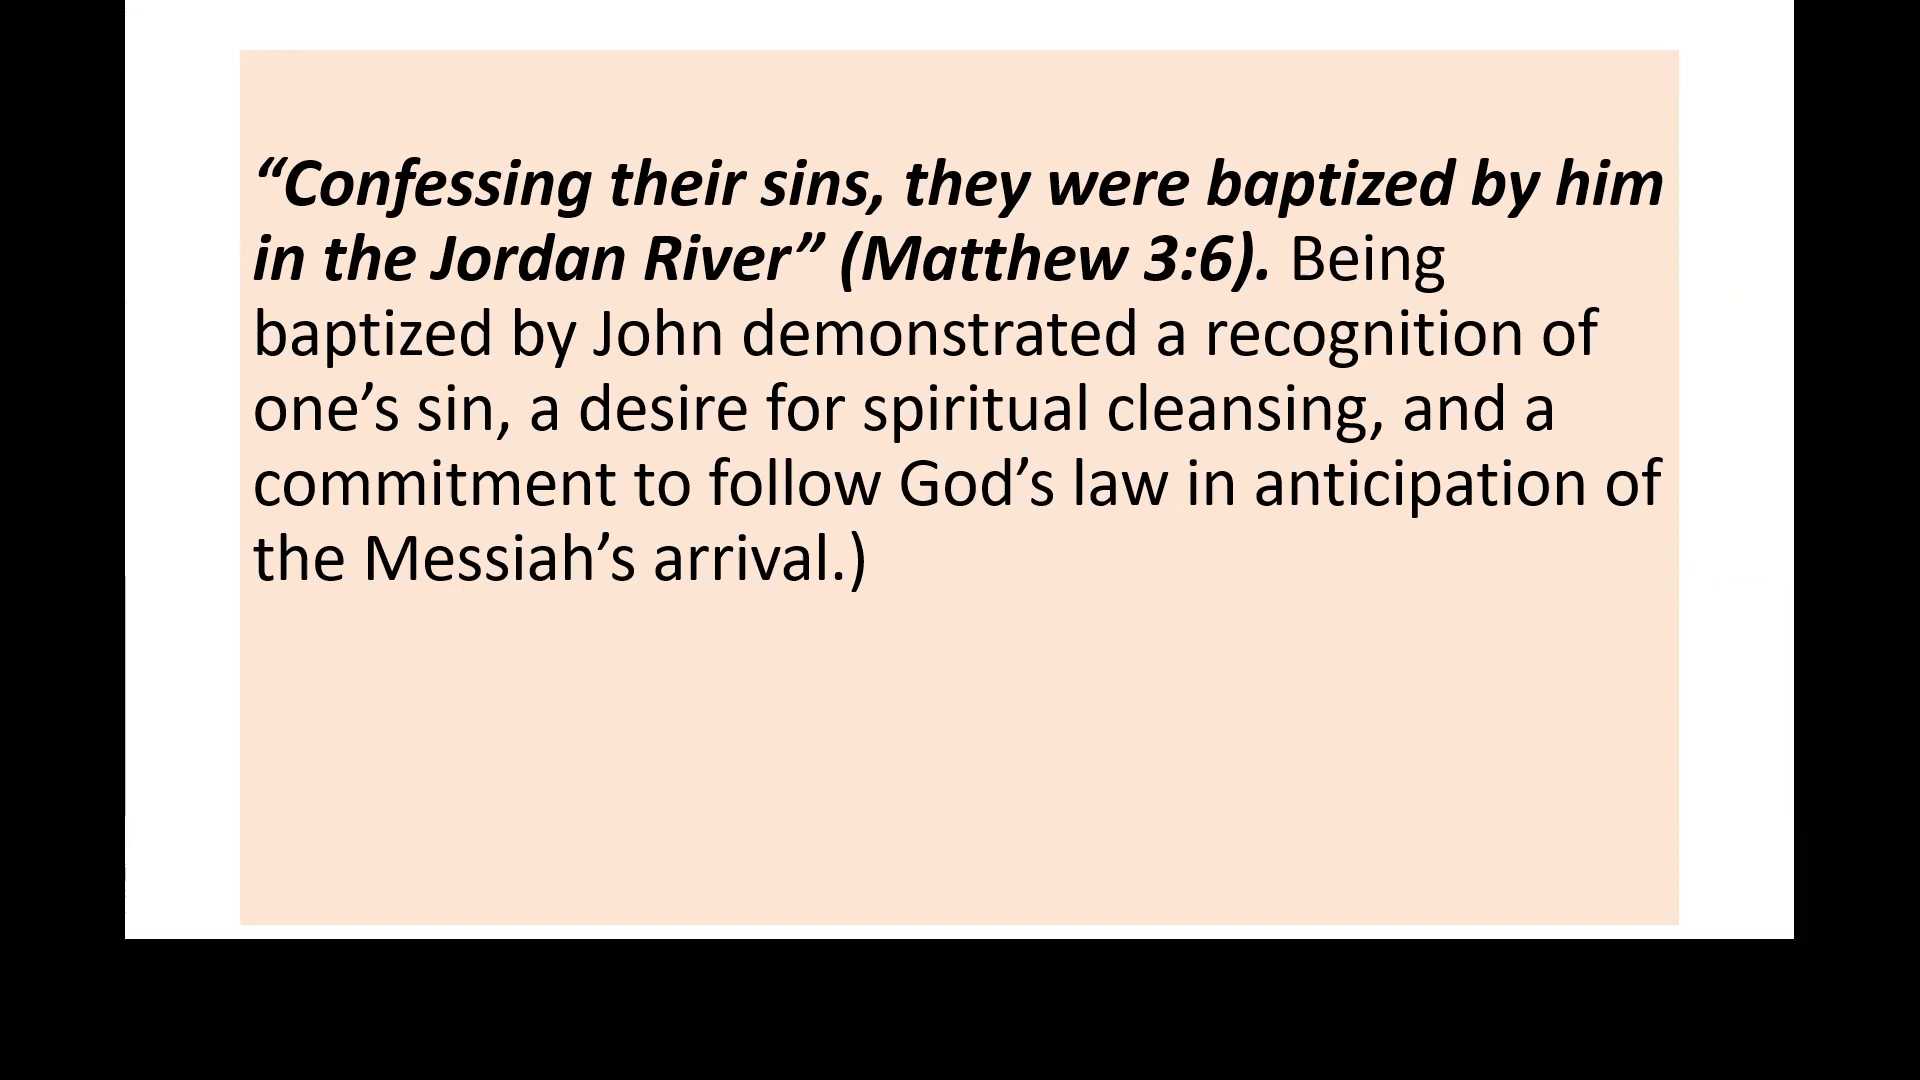 “Confessing their sins, they were baptized by him
in the Jordan River” (Matthew 3:6). Being
baptized by John demonstrated a recognition of
one’s sin, a desire for spiritual cleansing, and a
commitment to follow God’s law in anticipation of
the Messiah’s arrival.)